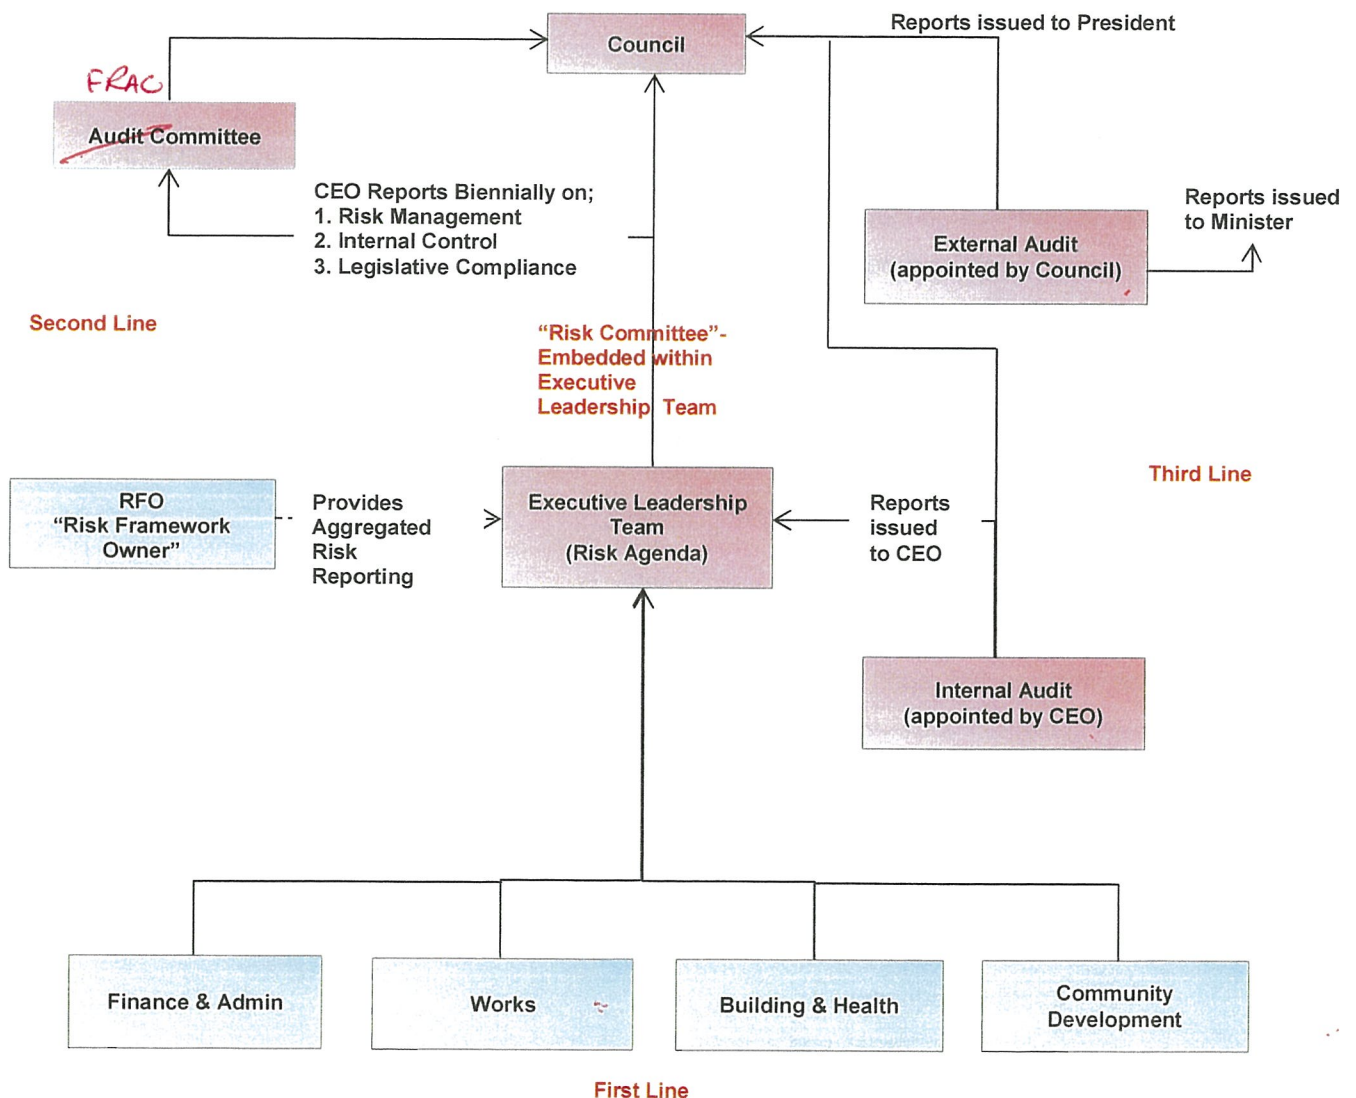 Reports issued to President
Council
FRAC
Audit Committee
CEO Reports Biennially on;
1. Risk Management
2. Internal Control
3. Legislative Compliance
Reports issued
to Minister
External Audit
(appointed by Council)
Second Line
“Risk Committee”-
Embedded within
Executive
Leadership Team
Third Line
RFO
“Risk Framework
Owner”
Provides
Aggregated
Risk
Reporting
Executive Leadership
Team
(Risk Agenda)
Reports
issued
to CEO
Internal Audit
(appointed by CEO)
Finance & Admin
Works
Building & Health
Community
Development
First Line